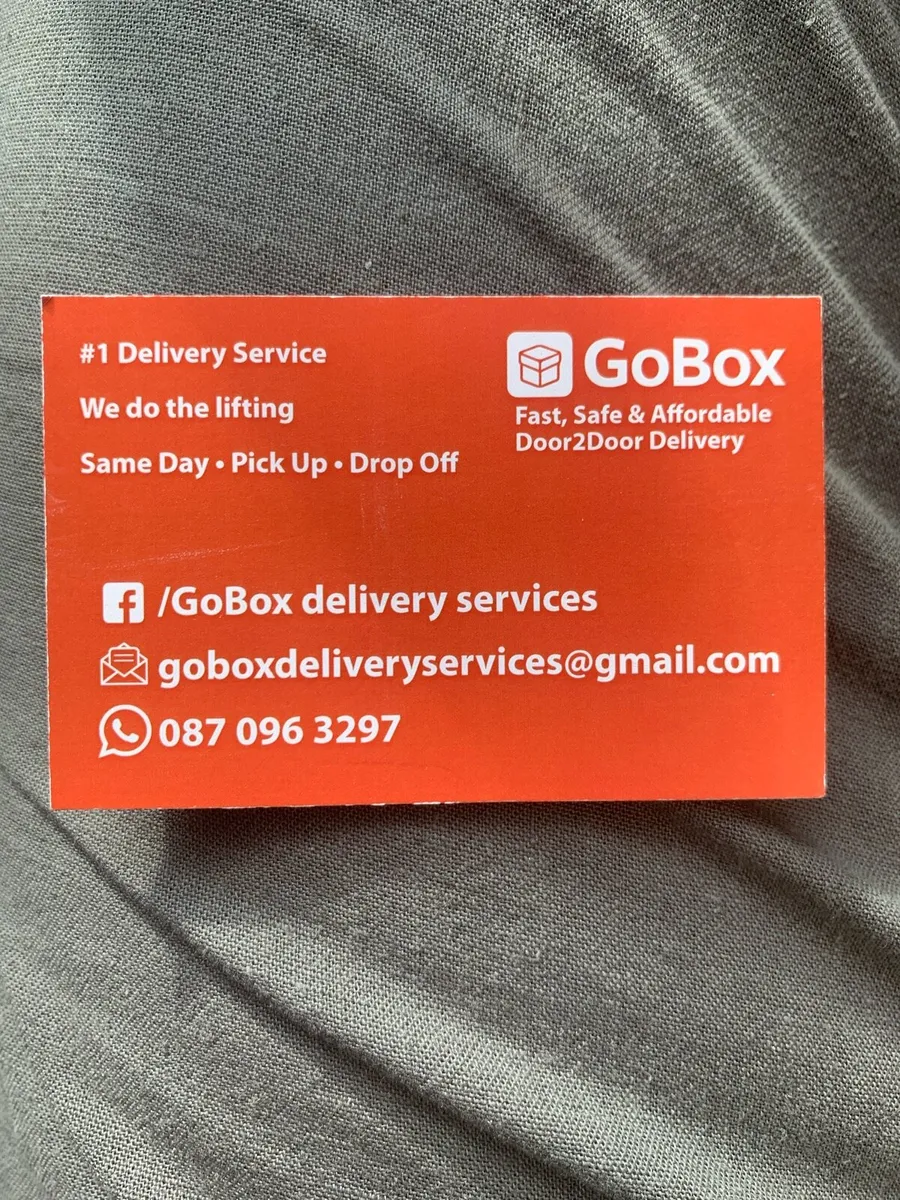 #1 Delivery Service
We do the lifting
Same Day • Pick Up • Drop Off
GoBox
Fast, Safe & Affordable
Door2Door Delivery
/GoBox delivery services
goboxdeliveryservices@gmail.com
087 096 3297